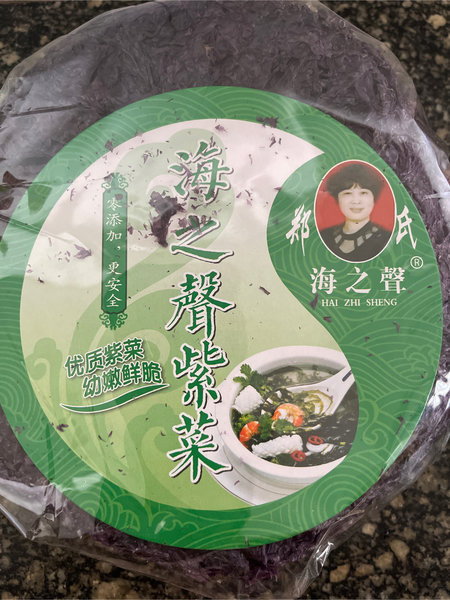 海之聲紫菜
零添加，更安全
优质紫菜
幼嫩鲜脆
郑氏
海之聲®
HAI ZHI SHENG